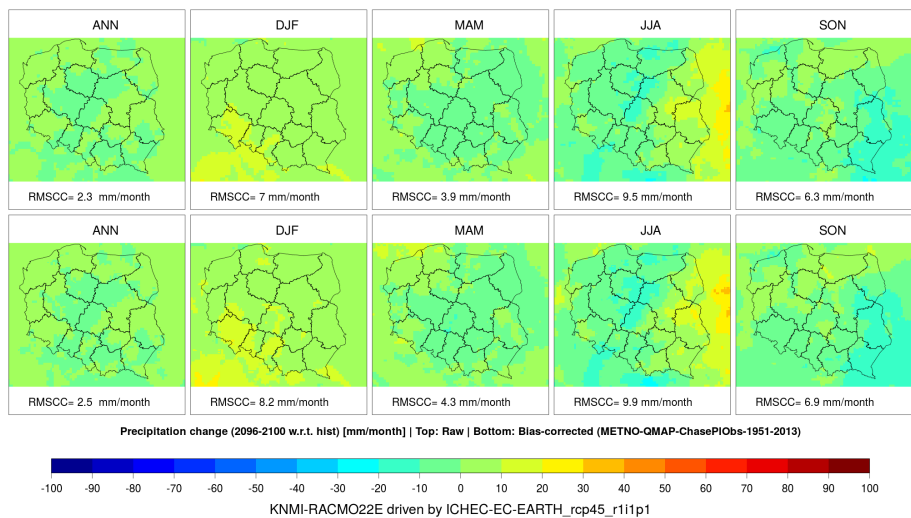 ANN DJF MAM JJA SON
RMSCC= 2.3 mm/month RMSCC= 7 mm/month RMSCC= 3.9 mm/month RMSCC= 9.5 mm/month RMSCC= 6.3 mm/month
ANN DJF MAM JJA SON
RMSCC= 2.5 mm/month RMSCC= 8.2 mm/month RMSCC= 4.3 mm/month RMSCC= 9.9 mm/month RMSCC= 6.9 mm/month
Precipitation change (2096-2100 w.r.t. hist) [mm/month] | Top: Raw | Bottom: Bias-corrected (METNO-QMAP-ChasePlObs-1951-2013)
-100 -90 -80 -70 -60 -50 -40 -30 -20 -10 0 10 20 30 40 50 60 70 80 90 100
KNMI-RACMO22E driven by ICHEC-EC-EARTH_rcp45_r1i1p1